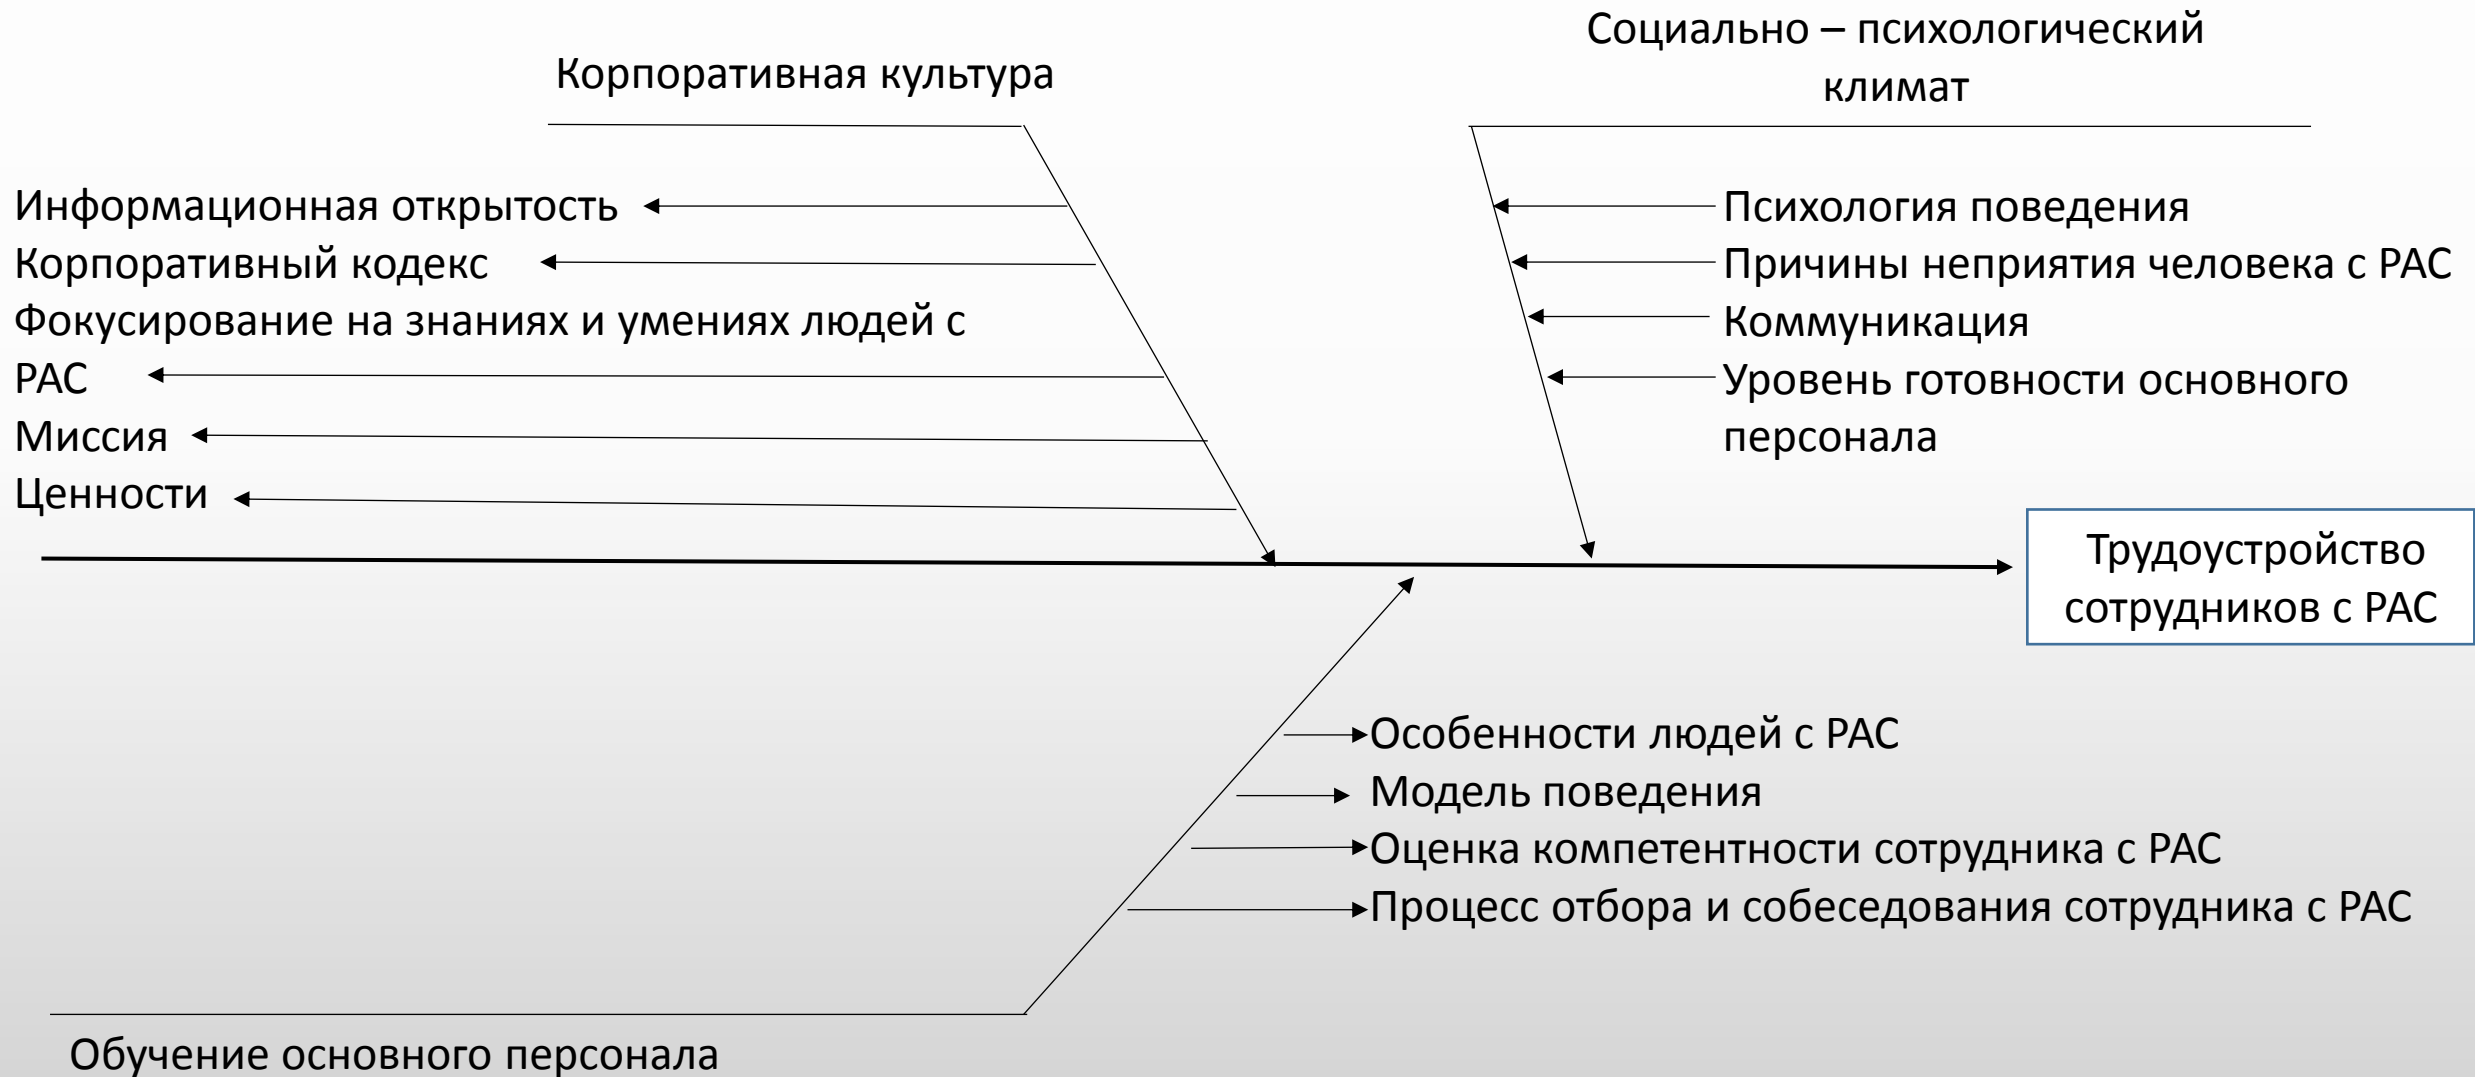 Корпоративная культура
Социально – психологический
климат
Информационная открытость
Корпоративный кодекс
Фокусирование на знаниях и умениях людей с
РАС
Миссия
Ценности
Психология поведения
Причины неприятия человека с РАС
Коммуникация
Уровень готовности основного
персонала
Трудоустройство
сотрудников с РАС
Особенности людей с РАС
Модель поведения
Оценка компетентности сотрудника с РАС
Процесс отбора и собеседования сотрудника с РАС
Обучение основного персонала